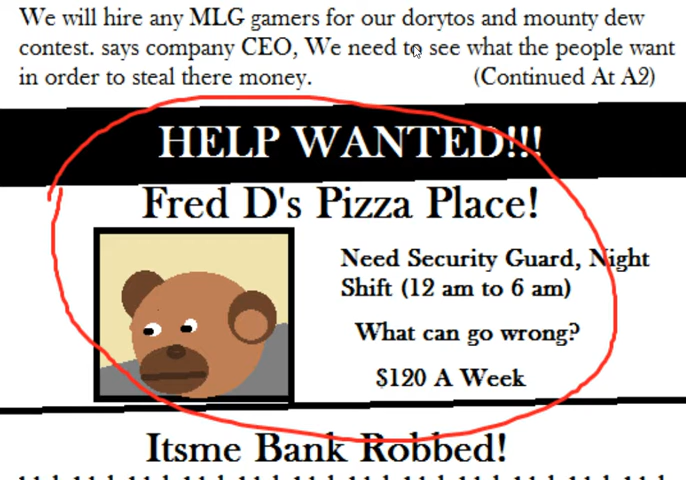 We will hire any MLG gamers for our dorytos and mounty dew
contest. says company CEO, We need to see what the people want
in order to steal there money. (Continued At A2)
HELP WANTED!!!
Fred D's Pizza Place!
Need Security Guard, Night
Shift (12 am to 6 am)
What can go wrong?
$120 A Week
Itsme Bank Robbed!